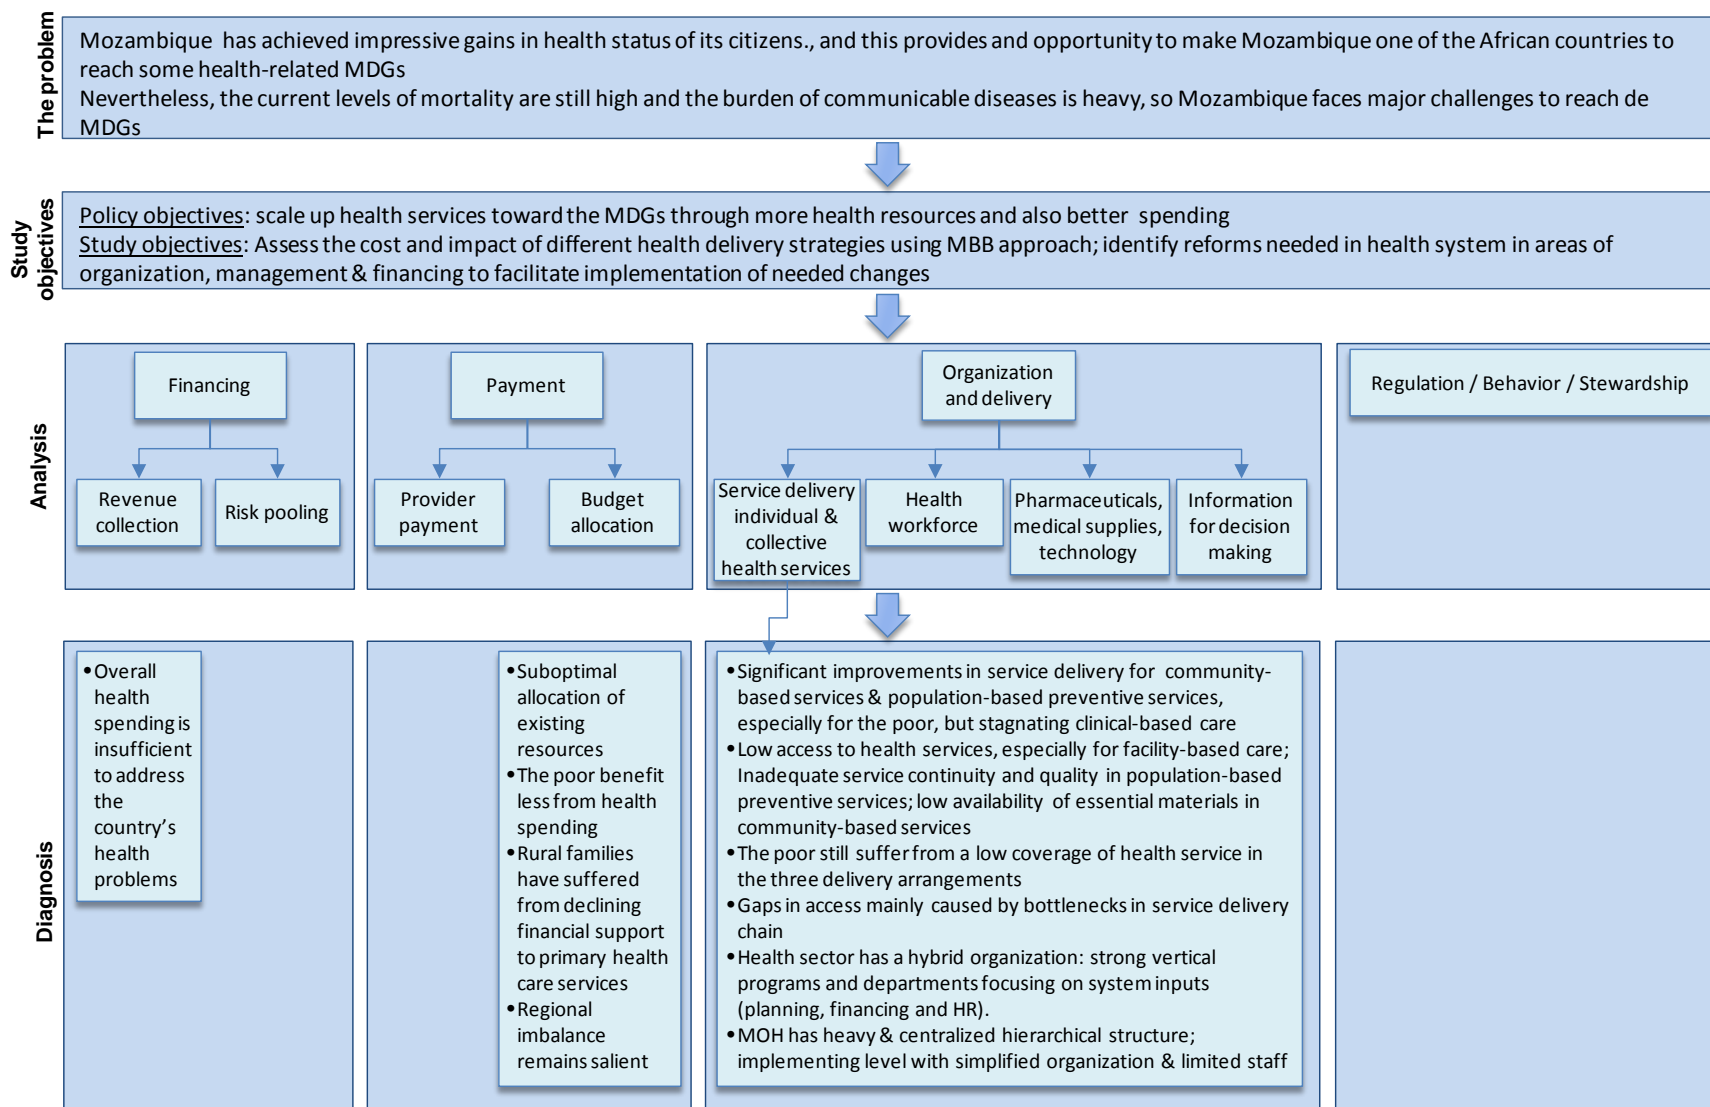 The problem
Mozambique has achieved impressive gains in health status of its citizens., and this provides and opportunity to make Mozambique one of the African countries to
reach some health-related MDGs
Nevertheless, the current levels of mortality are still high and the burden of communicable diseases is heavy, so Mozambique faces major challenges to reach de
MDGs
Study
objectives
Policy objectives: scale up health services toward the MDGs through more health resources and also better spending
Study objectives: Assess the cost and impact of different health delivery strategies using MBB approach; identify reforms needed in health system in areas of
organization, management & financing to facilitate implementation of needed changes
Analysis
Financing
Revenue
collection
Risk pooling
Payment
Provider
payment
Budget
allocation
Organization
and delivery
Service delivery
individual &
collective
health services
Health
workforce
Pharmaceuticals,
medical supplies,
technology
Information
for decision
making
Regulation / Behavior / Stewardship
Diagnosis
•Overall
health
spending is
insufficient
to address
the
country's
health
problems
•Suboptimal
allocation of
existing
resources
•The poor benefit
less from health
spending
•Rural families
have suffered
from declining
financial support
to primary health
care services
•Regional
imbalance
remains salient
•Significant improvements in service delivery for community-
based services & population-based preventive services,
especially for the poor, but stagnating clinical-based care
•Low access to health services, especially for facility-based care;
Inadequate service continuity and quality in population-based
preventive services; low availability of essential materials in
community-based services
•The poor still suffer from a low coverage of health service in
the three delivery arrangements
•Gaps in access mainly caused by bottlenecks in service delivery
chain
•Health sector has a hybrid organization: strong vertical
programs and departments focusing on system inputs
(planning, financing and HR).
•MOH has heavy & centralized hierarchical structure;
implementing level with simplified organization & limited staff